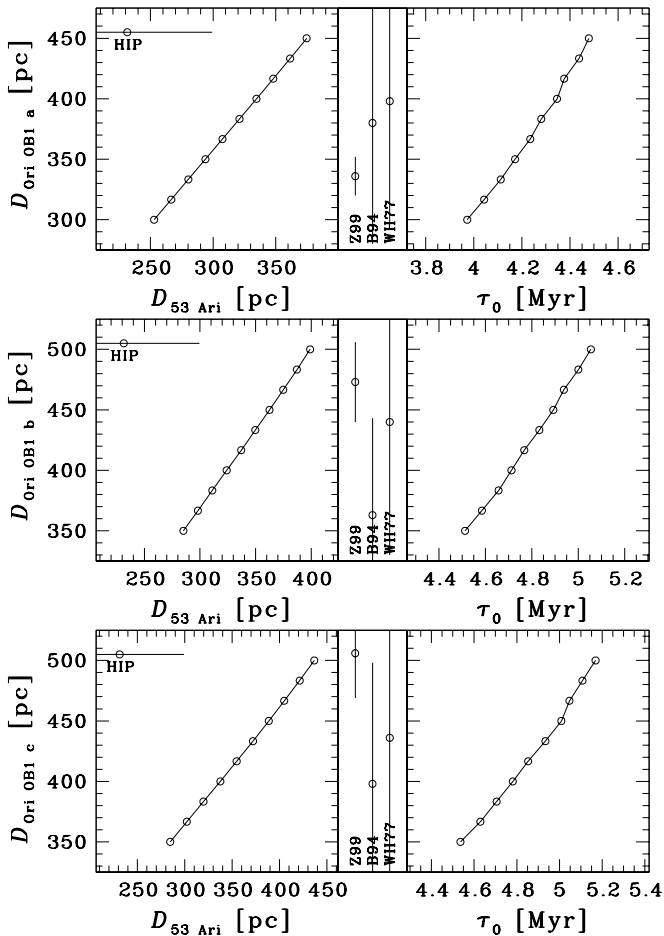 D Ori OB1 a [pc]
450
400
350
300
HIP
Z99
B94
WH77
250 300 350
3.8 4 4.2 4.4 4.6
D 53 Ari [pc]
τ0 [Myr]
D Ori OB1 b [pc]
500
450
400
350
HIP
Z99
B94
WH77
250 300 350 400
4.4 4.6 4.8 5 5.2
D 53 Ari [pc]
τ0 [Myr]
D Ori OB1 c [pc]
500
450
400
350
HIP
Z99
B94
WH77
250 300 350 400 450
4.4 4.6 4.8 5 5.2 5.4
D 53 Ari [pc]
τ0 [Myr]